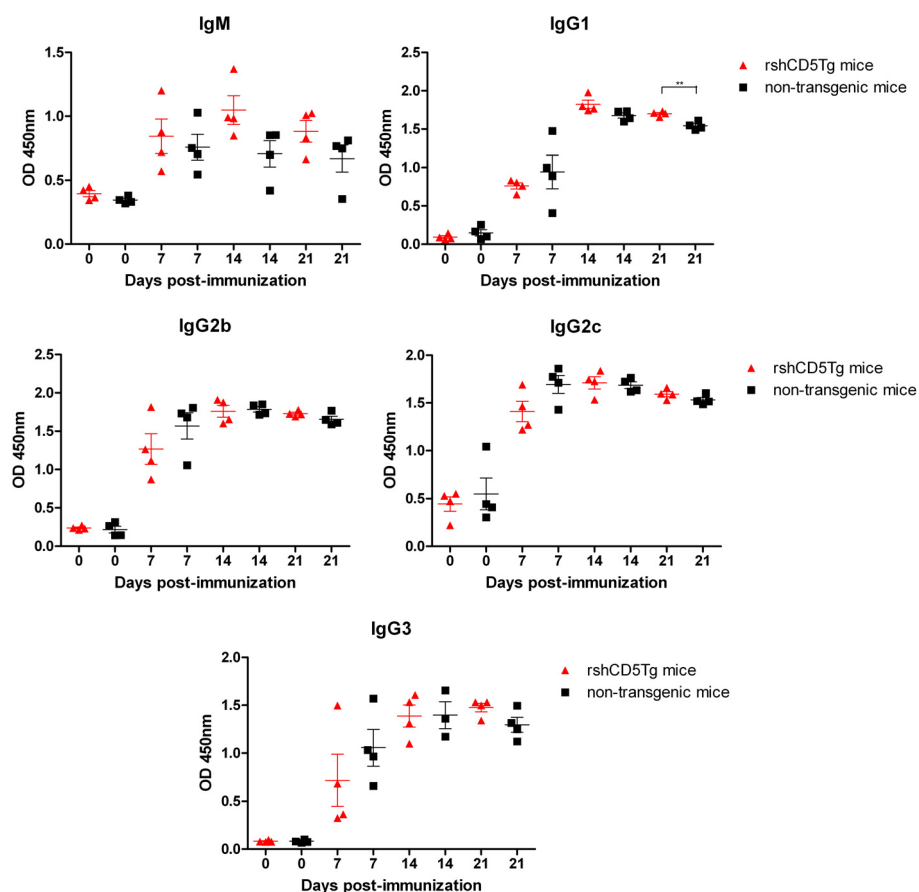 IgM
IgG1
1.5
1.0
0.5
0.0
OD 450nm
0 0 7 7 14 14 21 21
Days post-immunization
2.0
1.5
1.0
0.5
0.0
OD 450nm
**
0 0 7 7 14 14 21 21
Days post-immunization
rshCD5Tg mice
non-transgenic mice
IgG2b
IgG2c
2.5
2.0
1.5
1.0
0.5
0.0
OD 450nm
0 0 7 7 14 14 21 21
Days post-immunization
2.0
1.5
1.0
0.5
0.0
OD 450nm
0 0 7 7 14 14 21 21
Days post-immunization
rshCD5Tg mice
non-transgenic mice
IgG3
2.0
1.5
1.0
0.5
0.0
OD 450nm
0 0 7 7 14 14 21 21
Days post-immunization
rshCD5Tg mice
non-transgenic mice